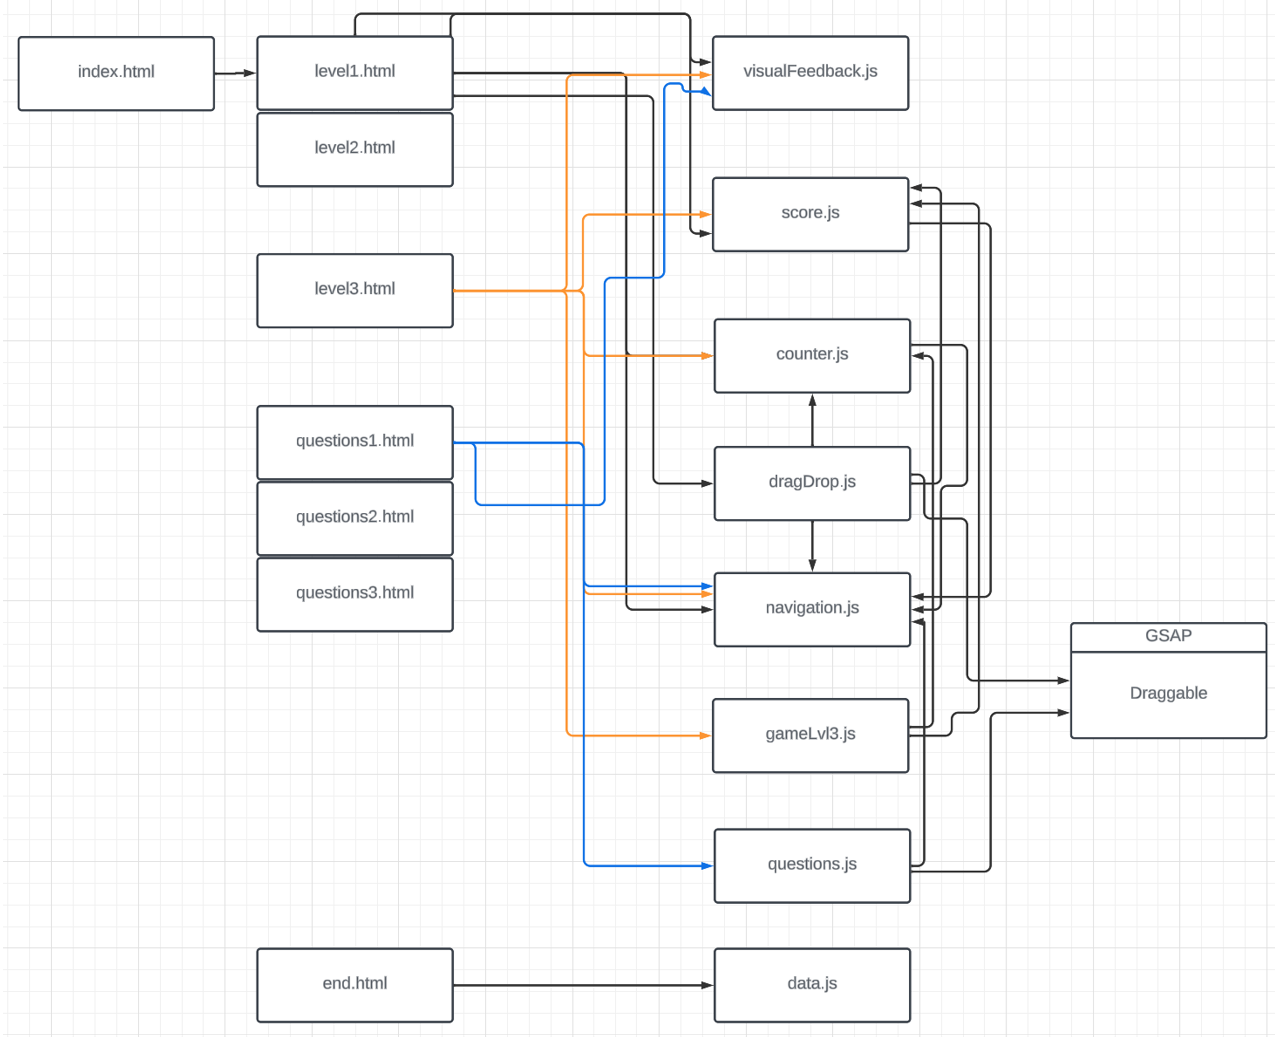 index.html
level1.html
level2.html
level3.html
questions1.html
questions2.html
questions3.html
end.html
visualFeedback.js
score.js
counter.js
dragDrop.js
navigation.js
gameLvl3.js
questions.js
data.js
GSAP
Draggable